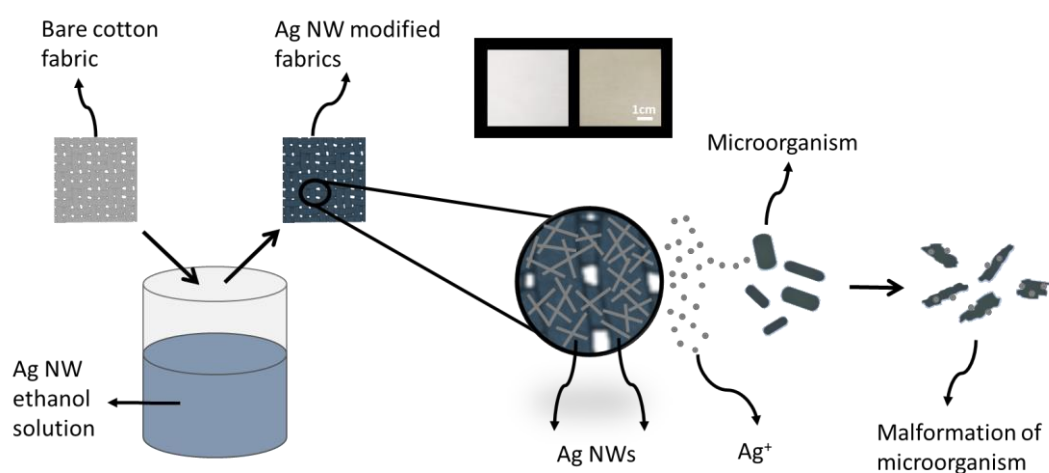 Bare cotton
fabric
Ag NW modified
fabrics
1cm
Microorganism
Ag NW
ethanol
solution
Ag NWs
Ag⁺
Malformation of
microorganism